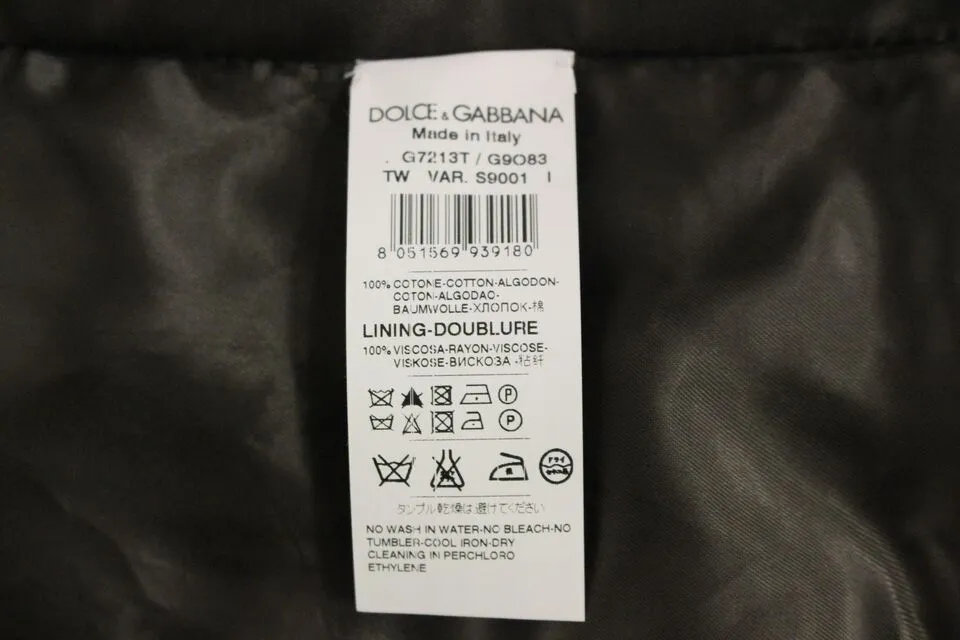 DOLCE & GABBANA
Made in Italy
. G7213T / G9O83
TW VAR. S9001 I
8 051569 939180
100% COTONE-COTTON-ALGODON-
COTON-ALGODAO-
BAUMWOLLE-ХЛОПОК-棉
LINING-DOUBLURE
100% VISCOSA-RAYON-VISCOSE-
VISKOSE-ВИСКОЗА-粘纤
P
P
ドライ
タンブル乾燥は避けてください
NO WASH IN WATER-NO BLEACH-NO
TUMBLER-COOL IRON-DRY
CLEANING IN PERCHLORO
ETHYLENE